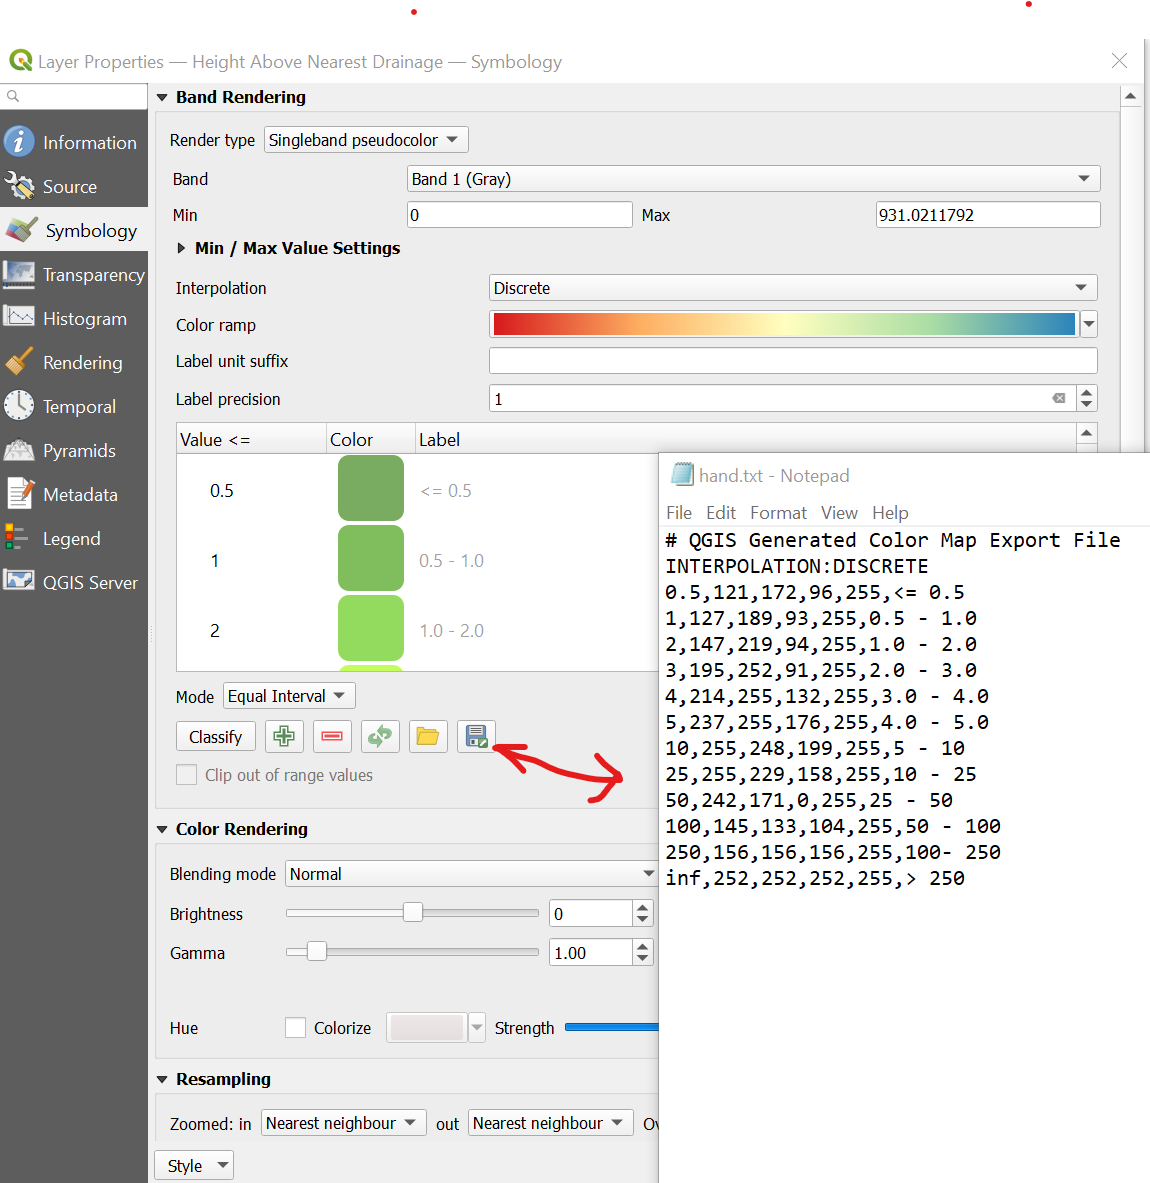 Layer Properties — Height Above Nearest Drainage — Symbology
Information
Source
Symbology
Transparency
Histogram
Rendering
Temporal
Pyramids
Metadata
Legend
QGIS Server
Band Rendering
Render type Singleband pseudocolor
Band Band 1 (Gray)
Min 0 Max 931.0211792
Min / Max Value Settings
Interpolation Discrete
Color ramp
Label unit suffix
Label precision 1
Value <= Color Label
0.5 <= 0.5
1 0.5 - 1.0
2 1.0 - 2.0
Mode Equal Interval
Classify
Clip out of range values
Color Rendering
Blending mode Normal
Brightness 0
Gamma 1.00
Hue Colorize Strength
Resampling
Zoomed: in Nearest neighbour out Nearest neighbour
Style
hand.txt - Notepad
File Edit Format View Help
# QGIS Generated Color Map Export File
INTERPOLATION:DISCRETE
0.5,121,172,96,255,<= 0.5
1,127,189,93,255,0.5 - 1.0
2,147,219,94,255,1.0 - 2.0
3,195,252,91,255,2.0 - 3.0
4,214,255,132,255,3.0 - 4.0
5,237,255,176,255,4.0 - 5.0
10,255,248,199,255,5 - 10
25,255,229,158,255,10 - 25
50,242,171,0,255,25 - 50
100,145,133,104,255,50 - 100
250,156,156,156,255,100- 250
inf,252,252,252,255,> 250